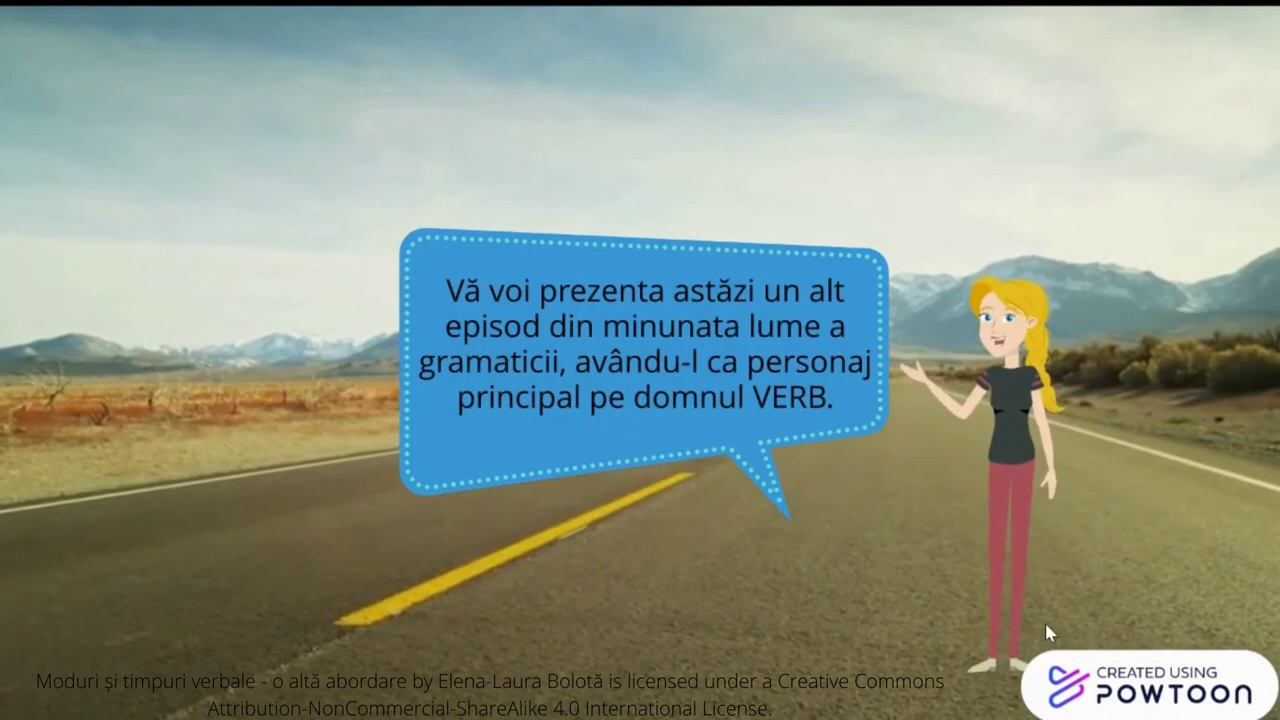 Vă voi prezenta astăzi un alt
episod din minunata lume a
gramaticii, avându-l ca personaj
principal pe domnul VERB.
Moduri și timpuri verbale - o altă abordare by Elena-Laura Bolotă is licensed under a Creative Commons
Attribution-NonCommercial-ShareAlike 4.0 International License.
CREATED USING
POWTOON